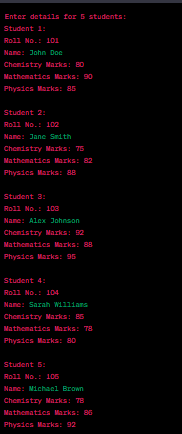 Enter details for 5 students:
Student 1:
Roll No.: 101
Name: John Doe
Chemistry Marks: 80
Mathematics Marks: 90
Physics Marks: 85

Student 2:
Roll No.: 102
Name: Jane Smith
Chemistry Marks: 75
Mathematics Marks: 82
Physics Marks: 88

Student 3:
Roll No.: 103
Name: Alex Johnson
Chemistry Marks: 92
Mathematics Marks: 88
Physics Marks: 95

Student 4:
Roll No.: 104
Name: Sarah Williams
Chemistry Marks: 85
Mathematics Marks: 78
Physics Marks: 80

Student 5:
Roll No.: 105
Name: Michael Brown
Chemistry Marks: 78
Mathematics Marks: 86
Physics Marks: 92